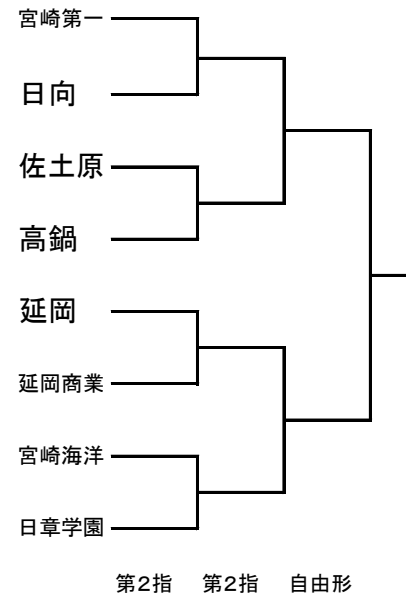 宮崎第一
日向
佐土原
高鍋
延岡
延岡商業
宮崎海洋
日章学園
第2指 第2指 自由形